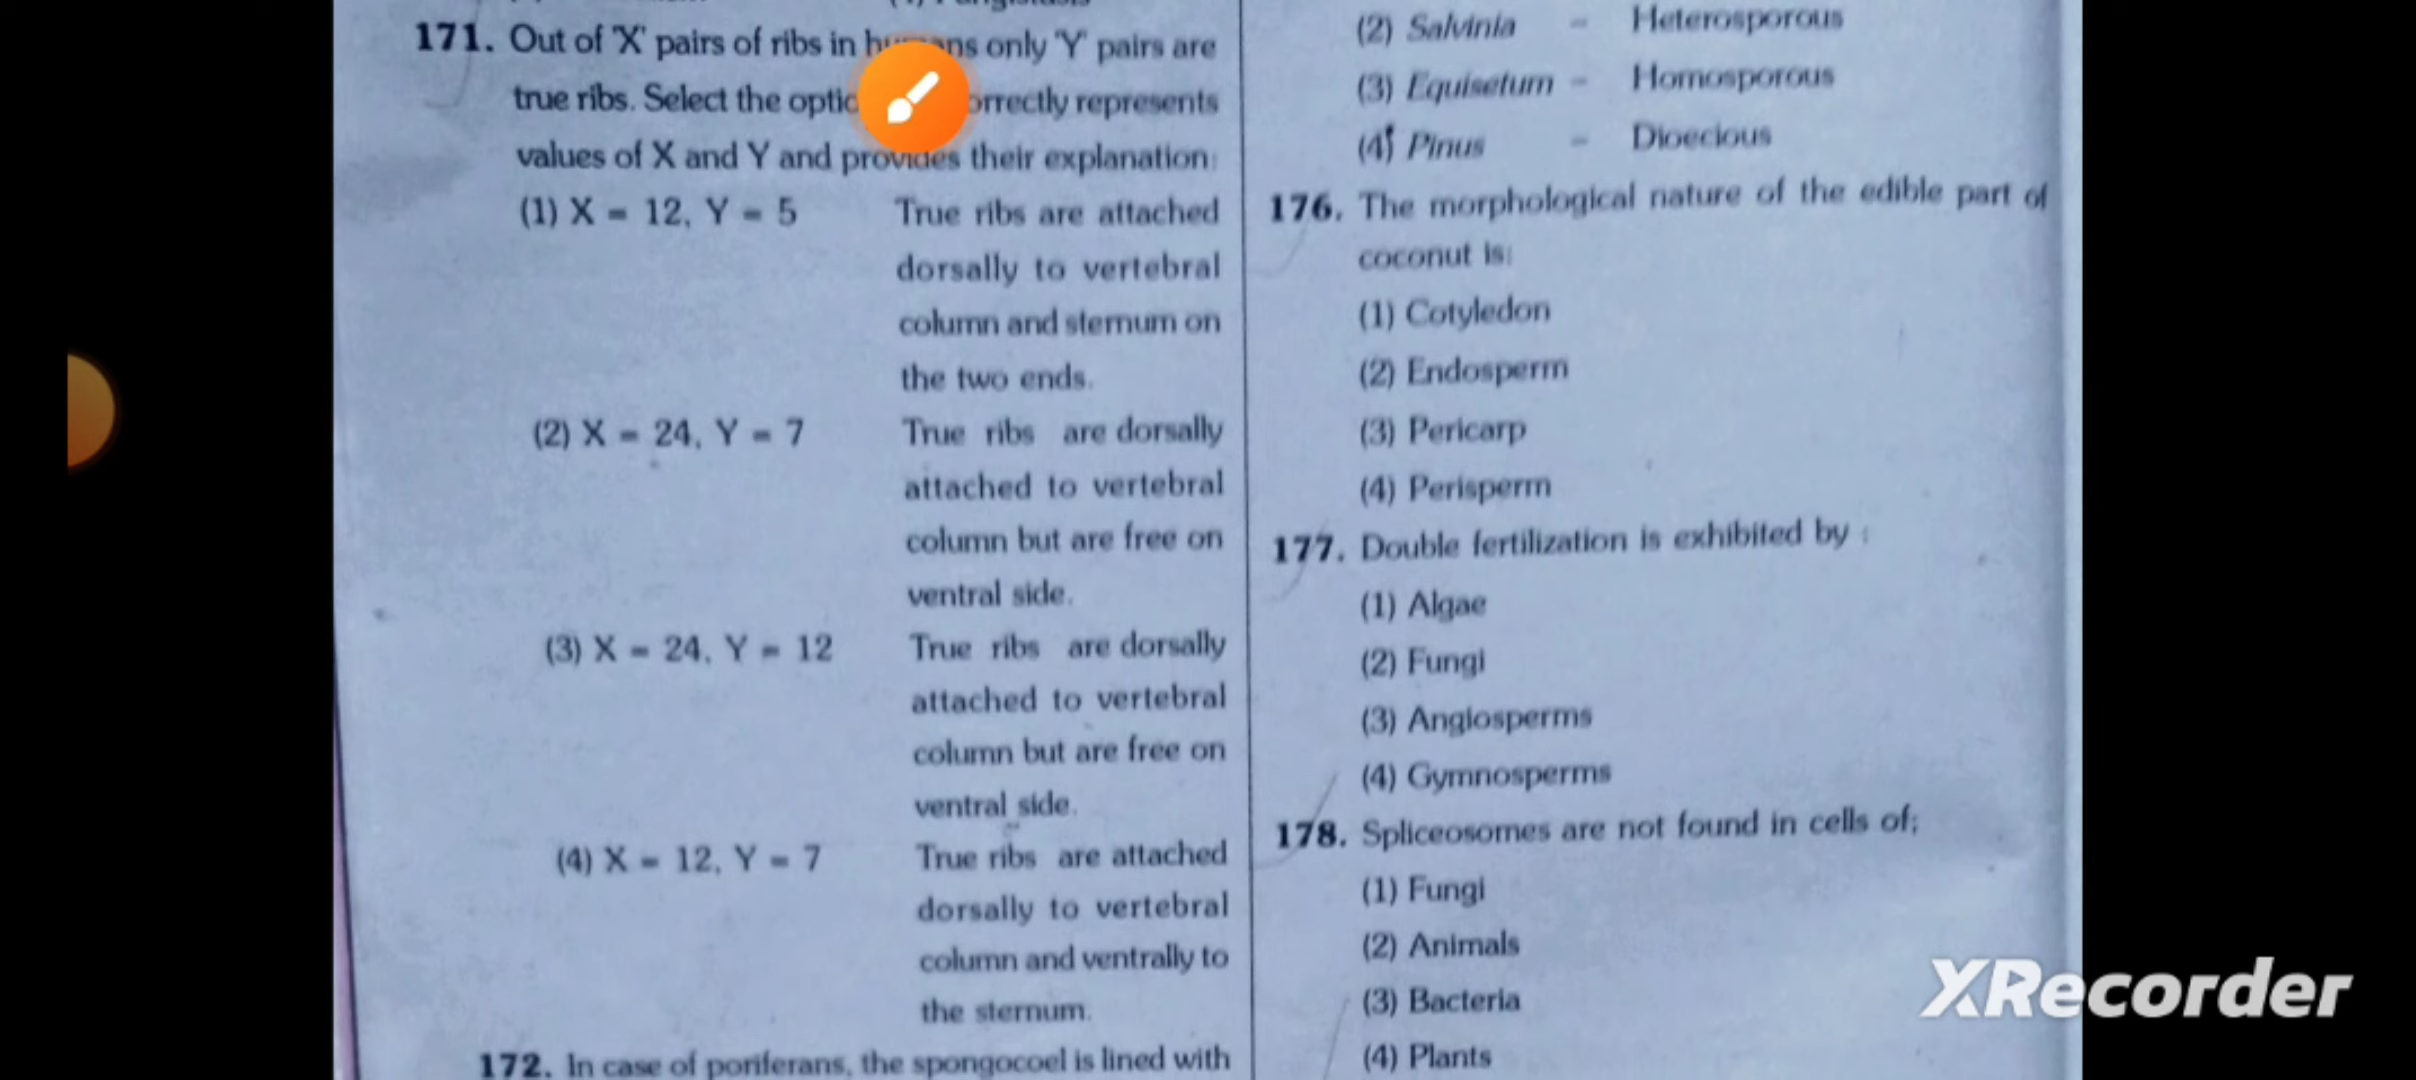 171. Out of 'X' pairs of ribs in humans only 'Y' pairs are
true ribs. Select the correctly represents
values of X and Y and provides their explanation:
(1) X = 12, Y = 5 True ribs are attached
dorsally to vertebral
column and sternum on
the two ends.
(2) X = 24, Y = 7 True ribs are dorsally
attached to vertebral
column but are free on
ventral side.
(3) X = 24, Y = 12 True ribs are dorsally
attached to vertebral
column but are free on
ventral side.
(4) X = 12, Y = 7 True ribs are attached
dorsally to vertebral
column and ventrally to
the sternum.
172. In case of poriferans, the spongocoel is lined with
(2) Salvinia - Heterosporous
(3) Equisetum - Homosporous
(4) Pinus - Dioecious
176. The morphological nature of the edible part of
coconut is:
(1) Cotyledon
(2) Endosperm
(3) Pericarp
(4) Perisperm
177. Double fertilization is exhibited by :
(1) Algae
(2) Fungi
(3) Angiosperms
(4) Gymnosperms
178. Spliceosomes are not found in cells of;
(1) Fungi
(2) Animals
(3) Bacteria
(4) Plants
XRecorder